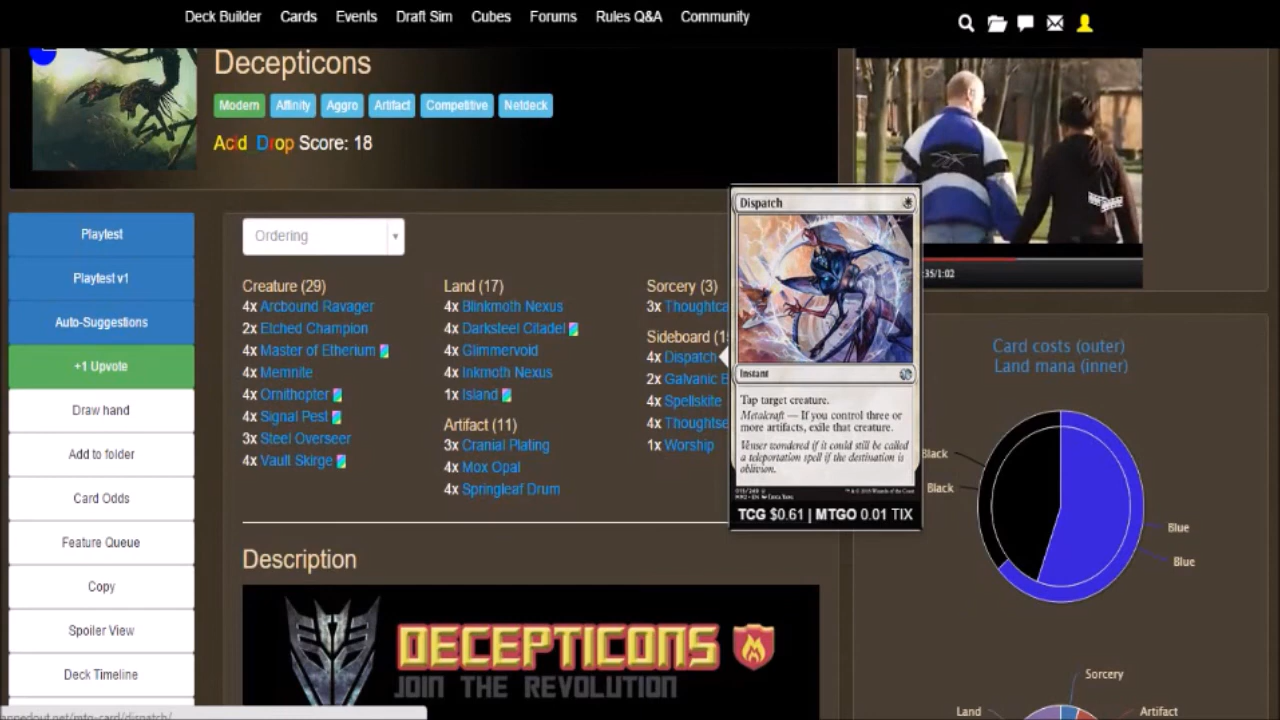 Deck Builder Cards Events Draft Sim Cubes Forums Rules Q&A Community
Decepticons
Modern Affinity Aggro Artifact Competitive Netdeck
Acid Drop Score: 18
Playtest
Playtest v1
Auto-Suggestions
+1 Upvote
Draw hand
Add to folder
Card Odds
Feature Queue
Copy
Spoiler View
Deck Timeline
Ordering
Creature (29)
4x Arcbound Ravager
2x Etched Champion
4x Master of Etherium
4x Memnite
4x Ornithopter
4x Signal Pest
3x Steel Overseer
4x Vault Skirge
Land (17)
4x Blinkmoth Nexus
4x Darksteel Citadel
4x Glimmervoid
4x Inkmoth Nexus
1x Island
Artifact (11)
3x Cranial Plating
4x Mox Opal
4x Springleaf Drum
Sorcery (3)
3x Thoughtca
Sideboard (1
4x Dispatch
2x Galvanic B
4x Spellskite
4x Thoughtse
1x Worship
Dispatch
Instant
Tap target creature.
Metalcraft — If you control three or
more artifacts, exile that creature.
Venser wondered if it could still be called
a teleportation spell if the destination is
oblivion.
TCG $0.61 | MTGO 0.01 TIX
:35/1:02
Card costs (outer)
Land mana (inner)
Black
Black
Blue
Blue
Sorcery
Land
Artifact
Description
DECEPTICONS
JOIN THE REVOLUTION